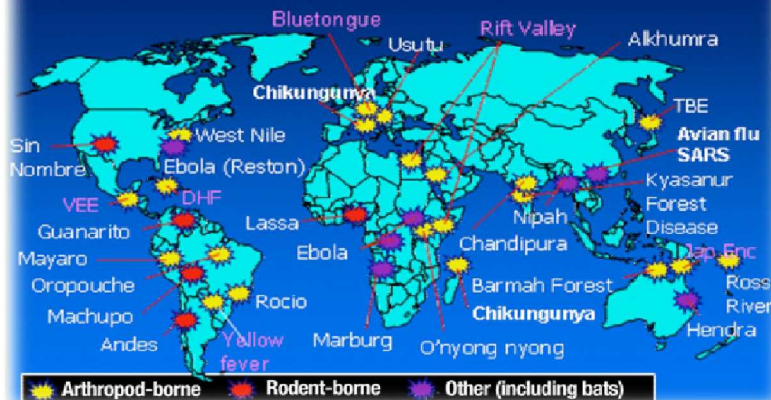 Bluetongue
Rift Valley
Usutu
Alkhumra
Chikungunya
TBE
West Nile
Avian flu
SARS
Sin
Nombre
Ebola (Reston)
Kyasanur
Forest
Disease
VEE
DHF
Guanarito
Lassa
Nipah
Chandipura
Ebola
Jap Enc
Mayaro
Oropouche
Barmah Forest
Ross
River
Machupo
Rocio
Chikungunya
Hendra
Andes
Yellow
fever
Marburg
O'nyong nyong
Arthropod-borne
Rodent-borne
Other (including bats)